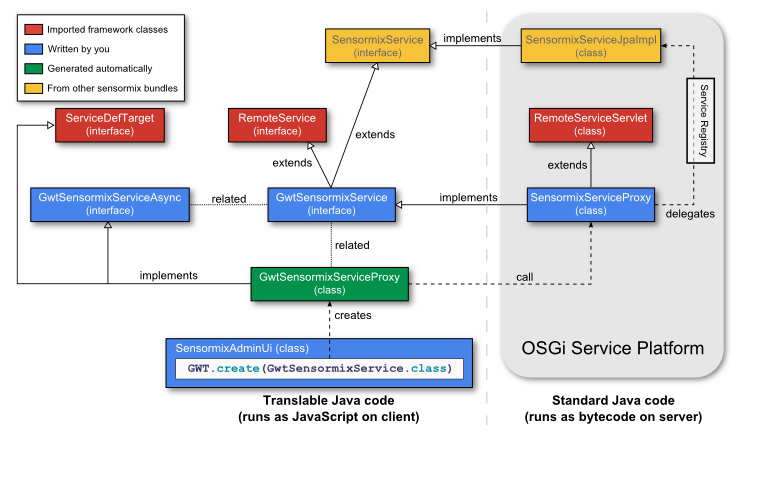 Imported framework classes
Written by you
Generated automatically
From other sensormix bundles
SensormixService
(interface)
implements
SensormixServiceJpaImpl
(class)
Service Registry
ServiceDefTarget
(interface)
RemoteService
(interface)
extends
extends
RemoteServiceServlet
(class)
extends
GwtSensormixServiceAsync
(interface)
related
GwtSensormixService
(interface)
implements
SensormixServiceProxy
(class)
delegates
related
implements
GwtSensormixServiceProxy
(class)
call
creates
SensormixAdminUi (class)
GWT.create(GwtSensormixService.class)
OSGi Service Platform
Translable Java code
(runs as JavaScript on client)
Standard Java code
(runs as bytecode on server)